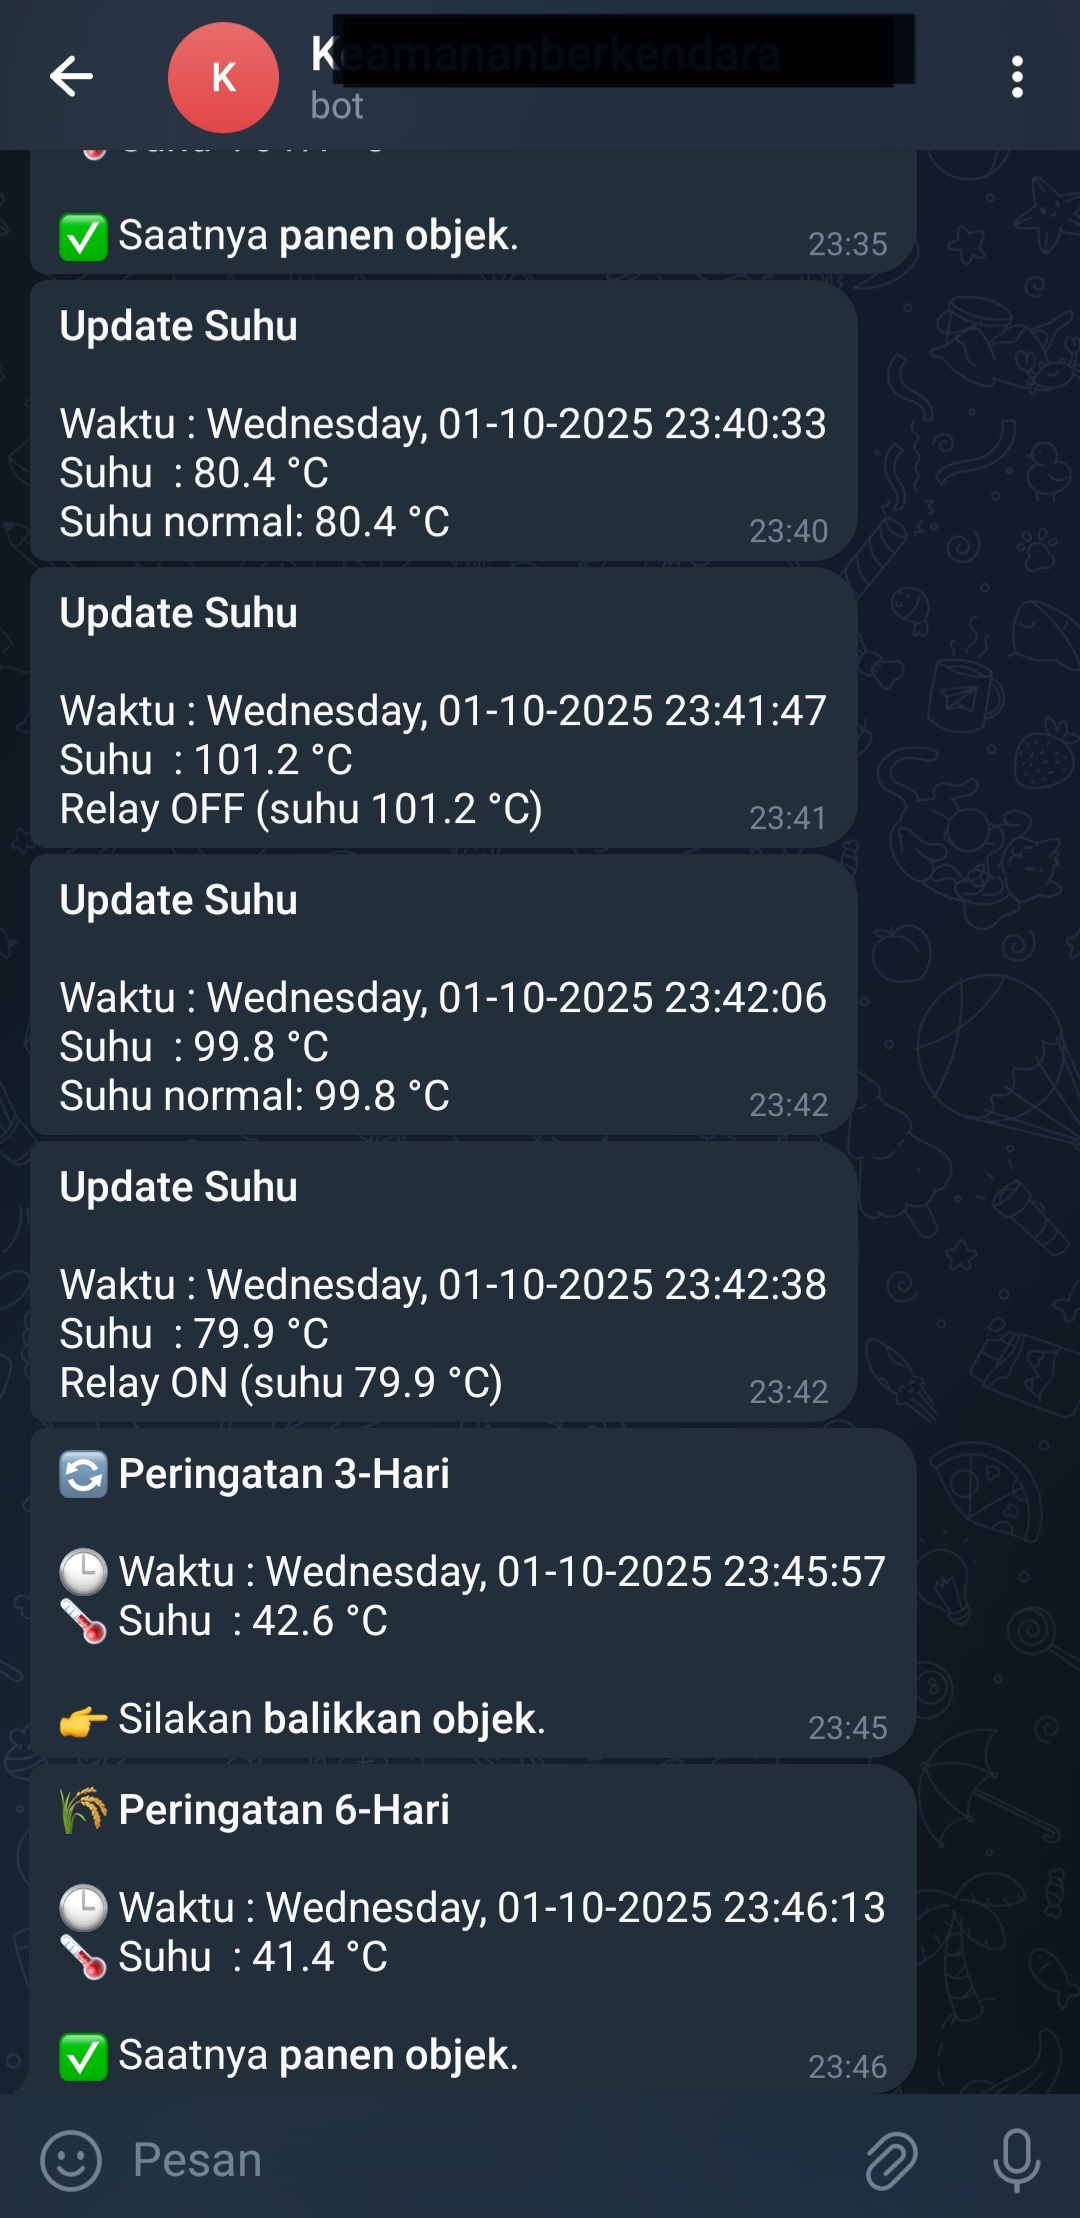 K
Keamananberkendara
bot
✅ Saatnya panen objek.
23:35
Update Suhu
Waktu : Wednesday, 01-10-2025 23:40:33
Suhu : 80.4 °C
Suhu normal: 80.4 °C
23:40
Update Suhu
Waktu : Wednesday, 01-10-2025 23:41:47
Suhu : 101.2 °C
Relay OFF (suhu 101.2 °C)
23:41
Update Suhu
Waktu : Wednesday, 01-10-2025 23:42:06
Suhu : 99.8 °C
Suhu normal: 99.8 °C
23:42
Update Suhu
Waktu : Wednesday, 01-10-2025 23:42:38
Suhu : 79.9 °C
Relay ON (suhu 79.9 °C)
23:42
🔄 Peringatan 3-Hari
🕒 Waktu : Wednesday, 01-10-2025 23:45:57
🌡️ Suhu : 42.6 °C
👉 Silakan balikkan objek.
23:45
🌾 Peringatan 6-Hari
🕒 Waktu : Wednesday, 01-10-2025 23:46:13
🌡️ Suhu : 41.4 °C
✅ Saatnya panen objek.
23:46
Pesan